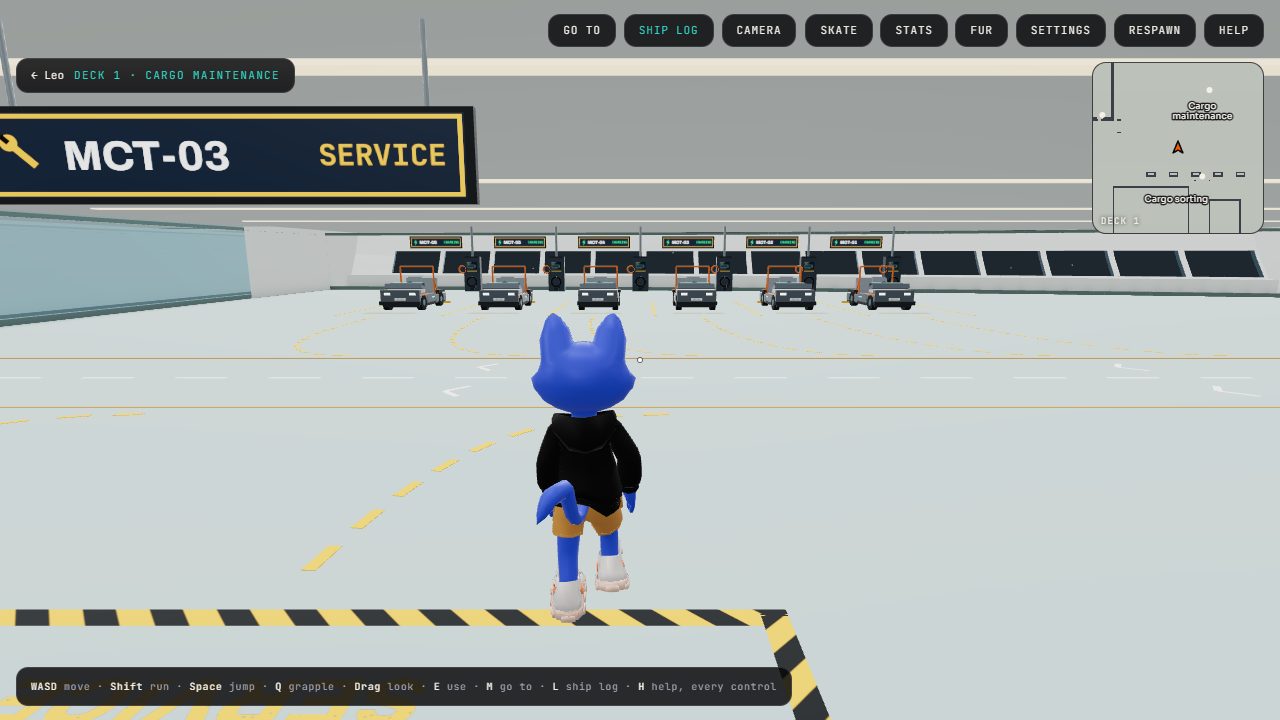 GO TO
SHIP LOG
CAMERA
SKATE
STATS
FUR
SETTINGS
RESPAWN
HELP
← Leo DECK 1 · CARGO MAINTENANCE
MCT-03 SERVICE
Cargo
maintenance
Cargo sorting
DECK 1
WASD move · Shift run · Space jump · Q grapple · Drag look · E use · M go to · L ship log · H help, every control